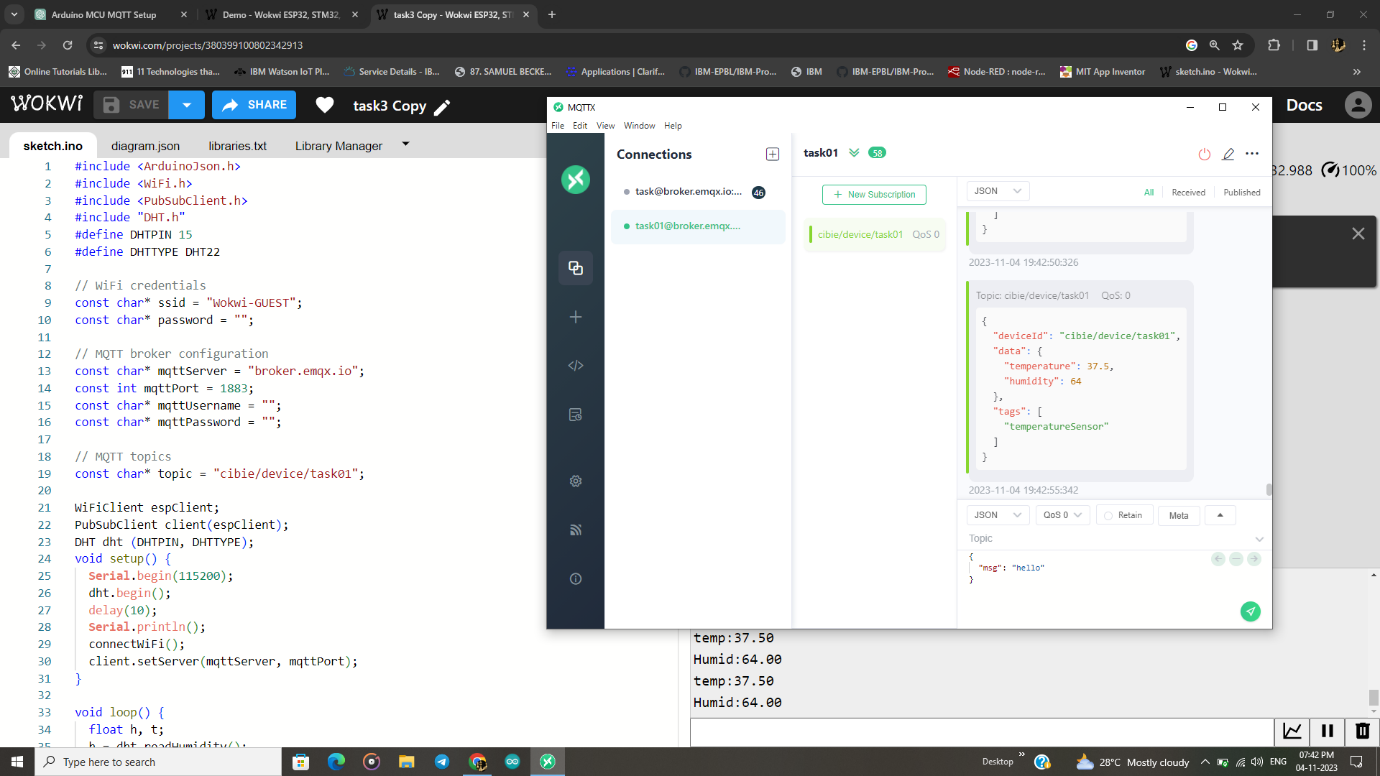 Arduino MCU MQTT Setup
Demo - Wokwi ESP32, STM32,
task3 Copy - Wokwi ESP32, ST
wokwi.com/projects/380399100802342913
Online Tutorials Lib...
911 11 Technologies tha...
IBM Watson IoT Pl...
Service Details - IB...
87. SAMUEL BECKE...
Applications | Clarif...
IBM-EPBL/IBM-Pro...
IBM
IBM-EPBL/IBM-Pro...
Node-RED : node-r...
MIT App Inventor
sketch.ino - Wokwi...
WOKWI
SAVE
SHARE
task3 Copy
Docs
sketch.ino
diagram.json
libraries.txt
Library Manager
32.988
100%
1 #include <ArduinoJson.h>
2 #include <WiFi.h>
3 #include <PubSubClient.h>
4 #include "DHT.h"
5 #define DHTPIN 15
6 #define DHTTYPE DHT22
7
8 // WiFi credentials
9 const char* ssid = "Wokwi-GUEST";
10 const char* password = "";
11
12 // MQTT broker configuration
13 const char* mqttServer = "broker.emqx.io";
14 const int mqttPort = 1883;
15 const char* mqttUsername = "";
16 const char* mqttPassword = "";
17
18 // MQTT topics
19 const char* topic = "cibie/device/task01";
20
21 WiFiClient espClient;
22 PubSubClient client(espClient);
23 DHT dht (DHTPIN, DHTTYPE);
24 void setup() {
25 Serial.begin(115200);
26 dht.begin();
27 delay(10);
28 Serial.println();
29 connectWiFi();
30 client.setServer(mqttServer, mqttPort);
31 }
32
33 void loop() {
34 float h, t;
35 h = dht.readHumidity();
MQTTX
File Edit View Window Help
Connections
task@broker.emqx.io:... 46
task01@broker.emqx....
task01 58
+ New Subscription
cibie/device/task01 QoS 0
JSON
All Received Published
]
}
2023-11-04 19:42:50:326
Topic: cibie/device/task01 QoS: 0
{
"deviceId": "cibie/device/task01",
"data": {
"temperature": 37.5,
"humidity": 64
},
"tags": [
"temperatureSensor"
]
}
2023-11-04 19:42:55:342
JSON QoS 0 Retain Meta
Topic
{
"msg": "hello"
}
temp:37.50
Humid:64.00
temp:37.50
Humid:64.00
Type here to search
Desktop
28°C Mostly cloudy
ENG
07:42 PM
04-11-2023